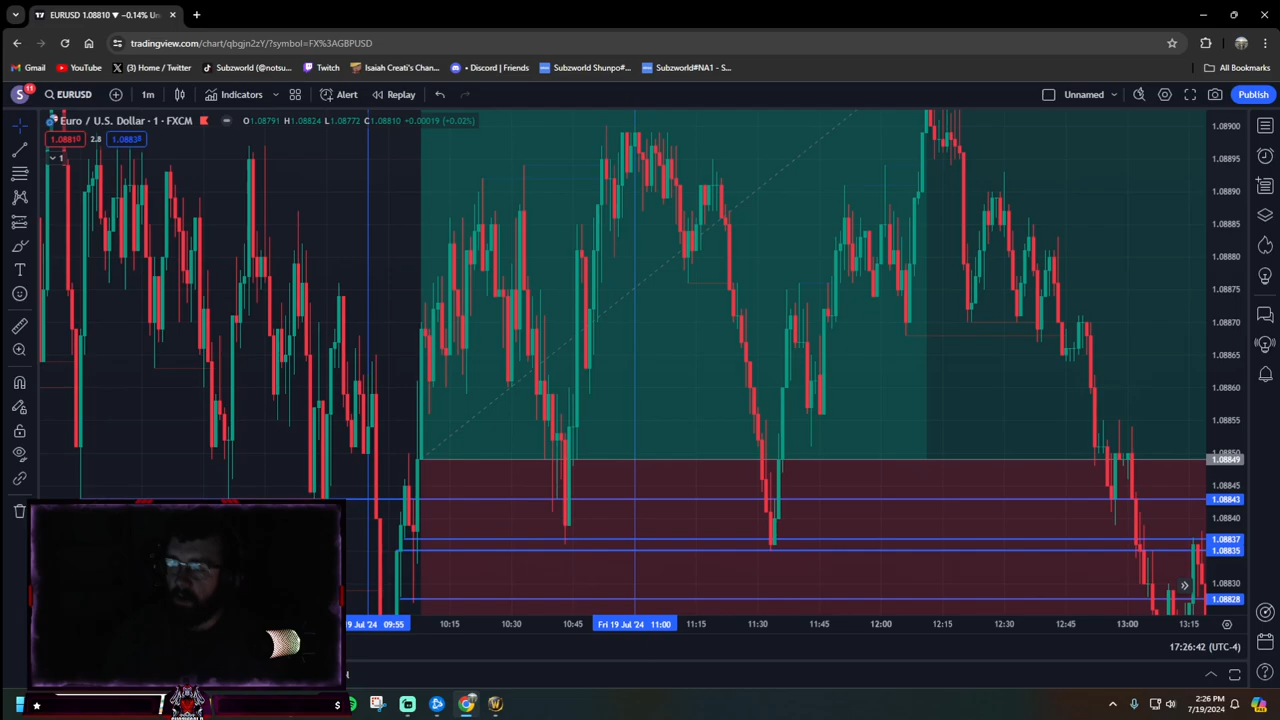 EURUSD 1.08810 ▼ −0.14% Un
tradingview.com/chart/qbgjn2zY/?symbol=FX%3AGBPUSD
Gmail YouTube (3) Home / Twitter Subzworld (@notsu... Twitch Isaiah Creati's Chan... Discord | Friends Subzworld Shunpo#... Subzworld#NA1 - S... All Bookmarks
S 11 EURUSD 1m Indicators Alert Replay Unnamed Publish
Euro / U.S. Dollar · 1 · FXCM O1.08791 H1.08824 L1.08772 C1.08810 +0.00019 (+0.02%)
1.08810 2.8 1.08838
1
1.08900
1.08895
1.08890
1.08885
1.08880
1.08875
1.08870
1.08865
1.08860
1.08855
1.08850
1.08849
1.08845
1.08843
1.08840
1.08837
1.08835
1.08830
1.08828
19 Jul '24 09:55 10:15 10:30 10:45 Fri 19 Jul '24 11:00 11:15 11:30 11:45 12:00 12:15 12:30 12:45 13:00 13:15
17:26:42 (UTC-4)
$
2:26 PM
7/19/2024